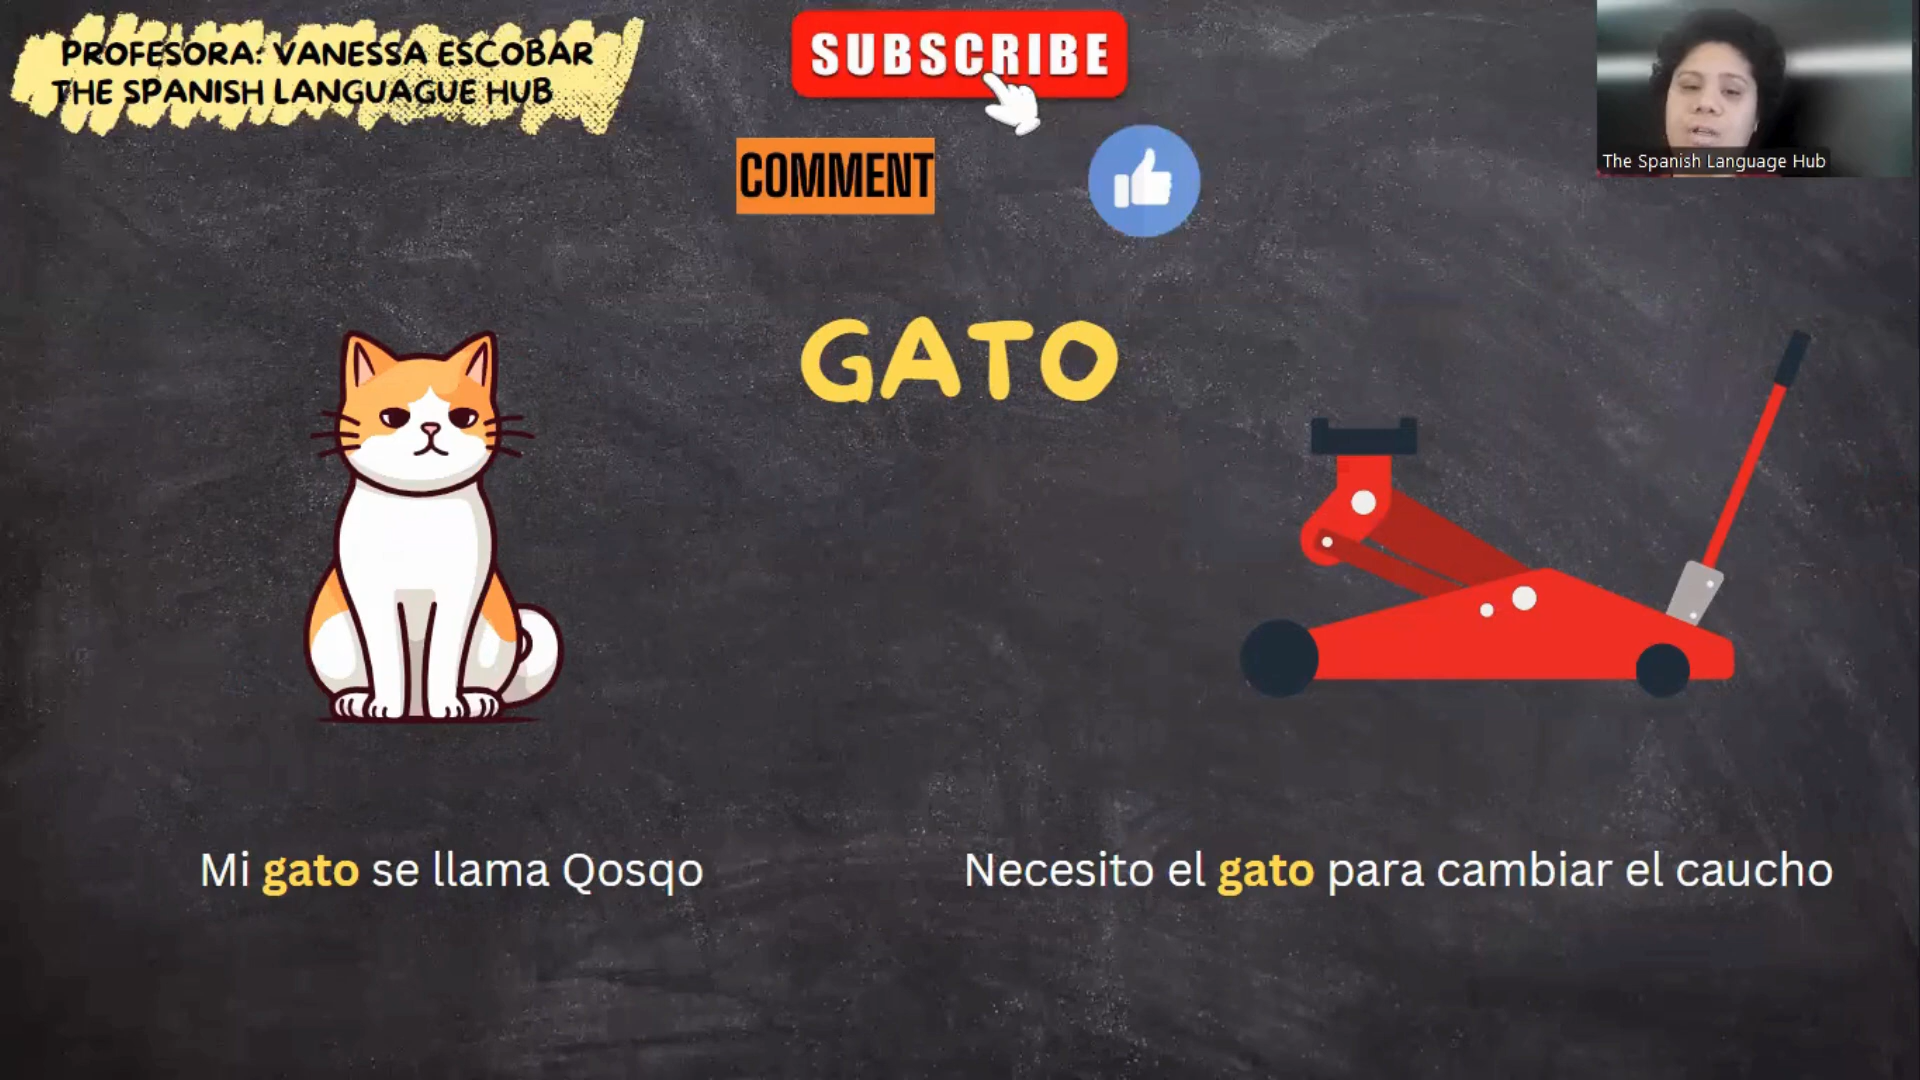 PROFESORA: VANESSA ESCOBAR
THE SPANISH LANGUAGUE HUB
SUBSCRIBE
COMMENT
The Spanish Language Hub
GATO
Mi gato se llama Qosqo
Necesito el gato para cambiar el caucho